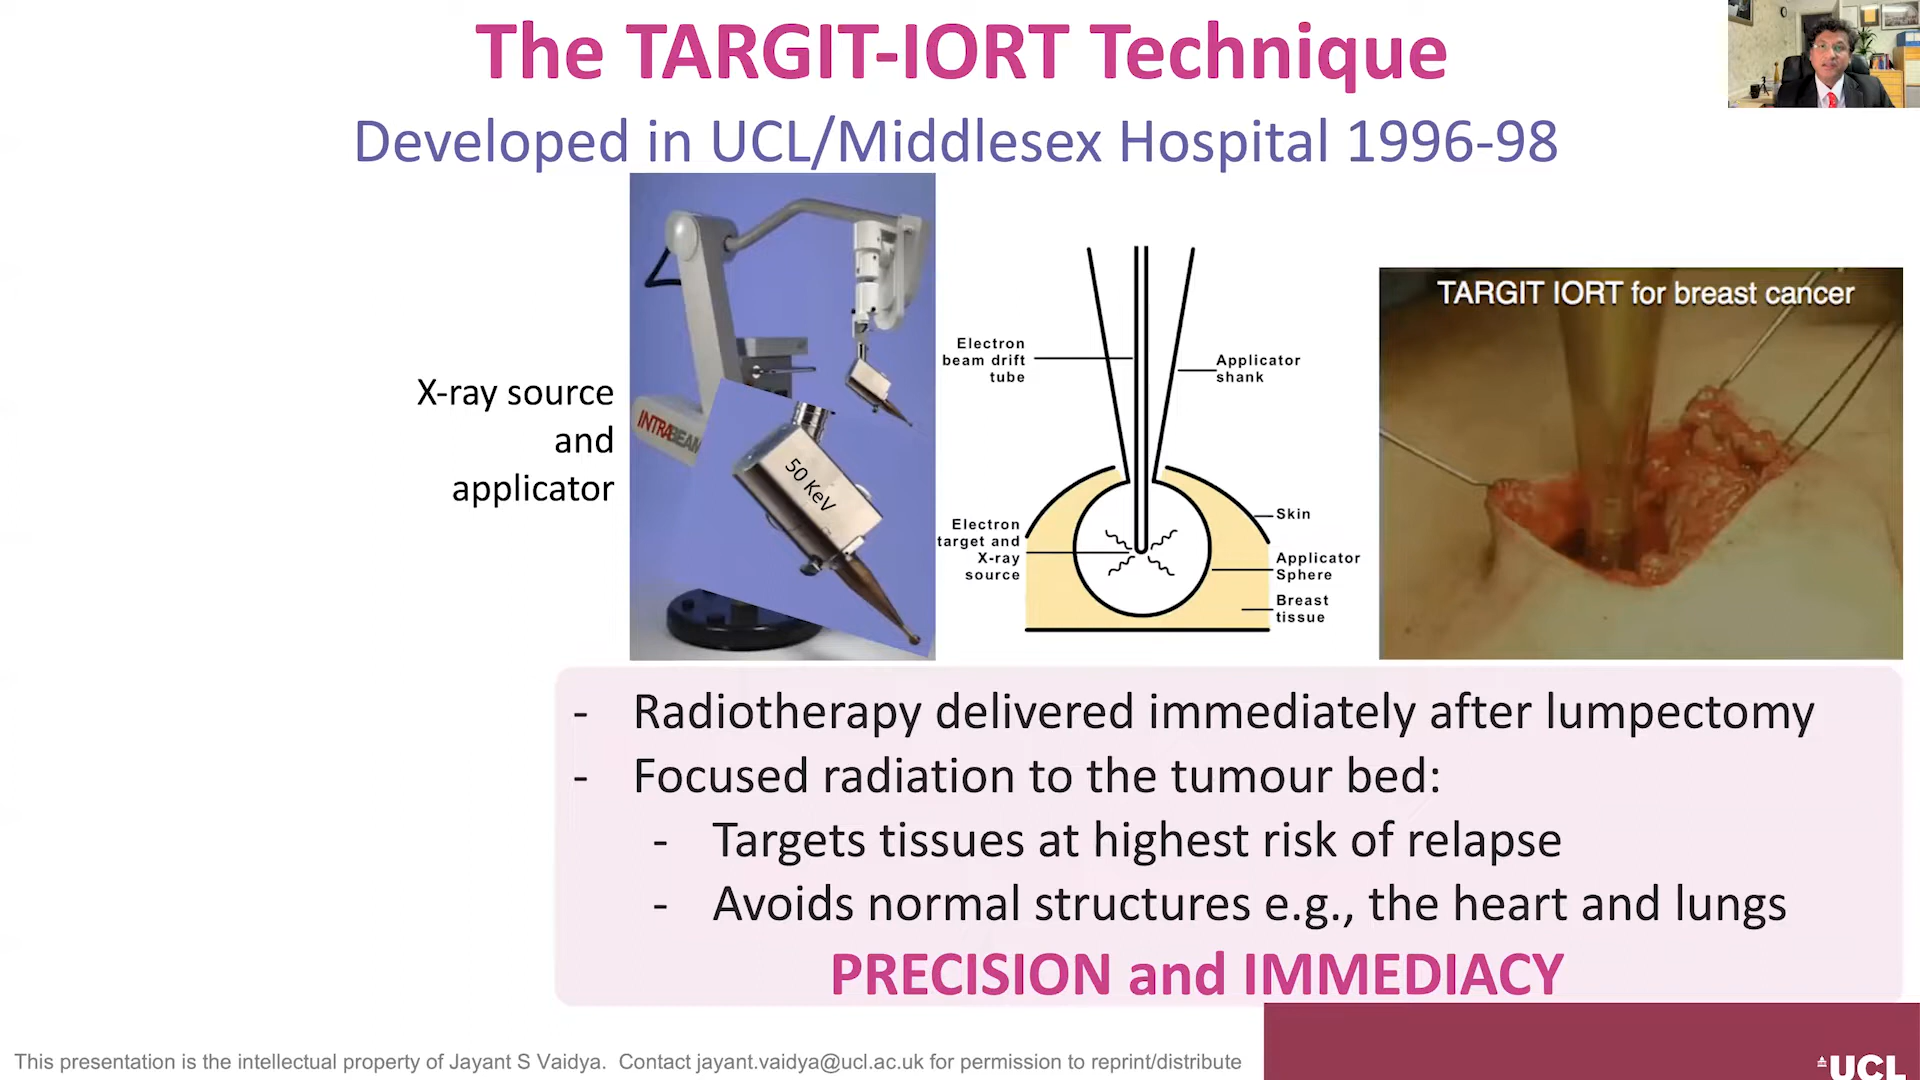 The TARGIT-IORT Technique
Developed in UCL/Middlesex Hospital 1996-98
X-ray source
and
applicator
INTRABEAM
50 KeV
Electron
beam drift
tube
Applicator
shank
Electron
target and
X-ray
source
Skin
Applicator
Sphere
Breast
tissue
TARGIT IORT for breast cancer
- Radiotherapy delivered immediately after lumpectomy
- Focused radiation to the tumour bed:
- Targets tissues at highest risk of relapse
- Avoids normal structures e.g., the heart and lungs
PRECISION and IMMEDIACY
This presentation is the intellectual property of Jayant S Vaidya. Contact jayant.vaidya@ucl.ac.uk for permission to reprint/distribute
UCL